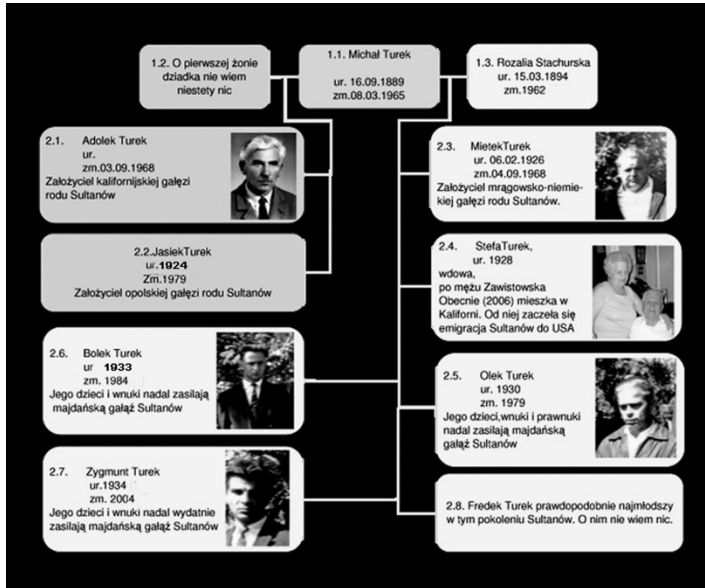 1.2. O pierwszej żonie
dziadka nie wiem
niestety nic
1.1. Michał Turek
ur. 16.09.1889
zm.08.03.1965
1.3. Rozalia Stachurska
ur. 15.03.1894
zm.1962
2.1. Adolek Turek
ur.
zm.03.09.1968
Założyciel kalifornijskiej gałęzi
rodu Sultanów
2.3. MietekTurek
ur. 06.02.1926
zm.04.09.1968
Założyciel mrągowsko-niemie-
kiej gałęzi rodu Sultanów.
2.2.JasiekTurek
ur.1924
Zm.1979
Założyciel opolskiej gałęzi rodu Sultanów
2.4. StefaTurek,
ur. 1928
wdowa,
po mężu Zawistowska
Obecnie (2006) mieszka w
Kaliforni. Od niej zaczeła się
emigracja Sultanów do USA
2.6. Bolek Turek
ur 1933
zm. 1984
Jego dzieci i wnuki nadal zasilają
majdańską gałąź Sultanów
2.5. Olek Turek
ur. 1930
zm. 1979
Jego dzieci,wnuki i prawnuki
nadal zasilają majdańską
gałąź Sultanów
2.7. Zygmunt Turek
ur.1934
zm. 2004
Jego dzieci i wnuki nadal wydatnie
zasilają majdańską gałąź Sultanów
2.8. Fredek Turek prawdopodobnie najmłodszy
w tym pokoleniu Sultanów. O nim nie wiem nic.